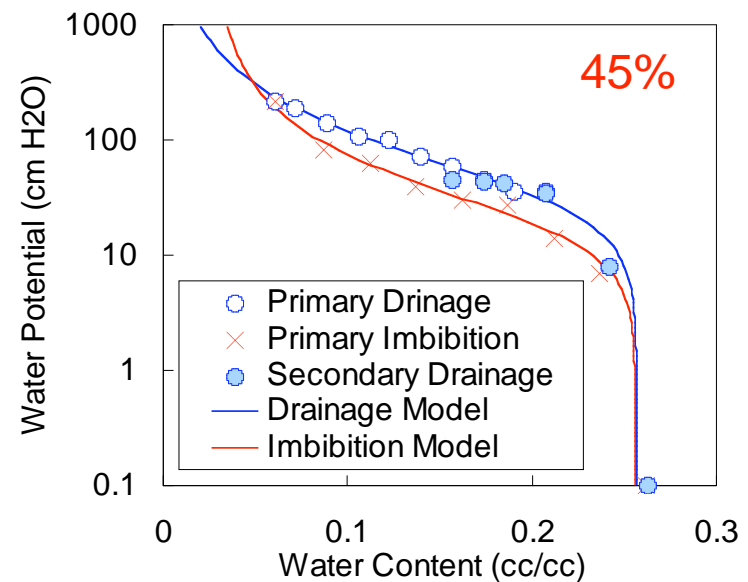 1000
100
10
1
0.1
Water Potential (cm H2O)
45%
Primary Drinage
Primary Imbibition
Secondary Drainage
Drainage Model
Imbibition Model
0 0.1 0.2 0.3
Water Content (cc/cc)